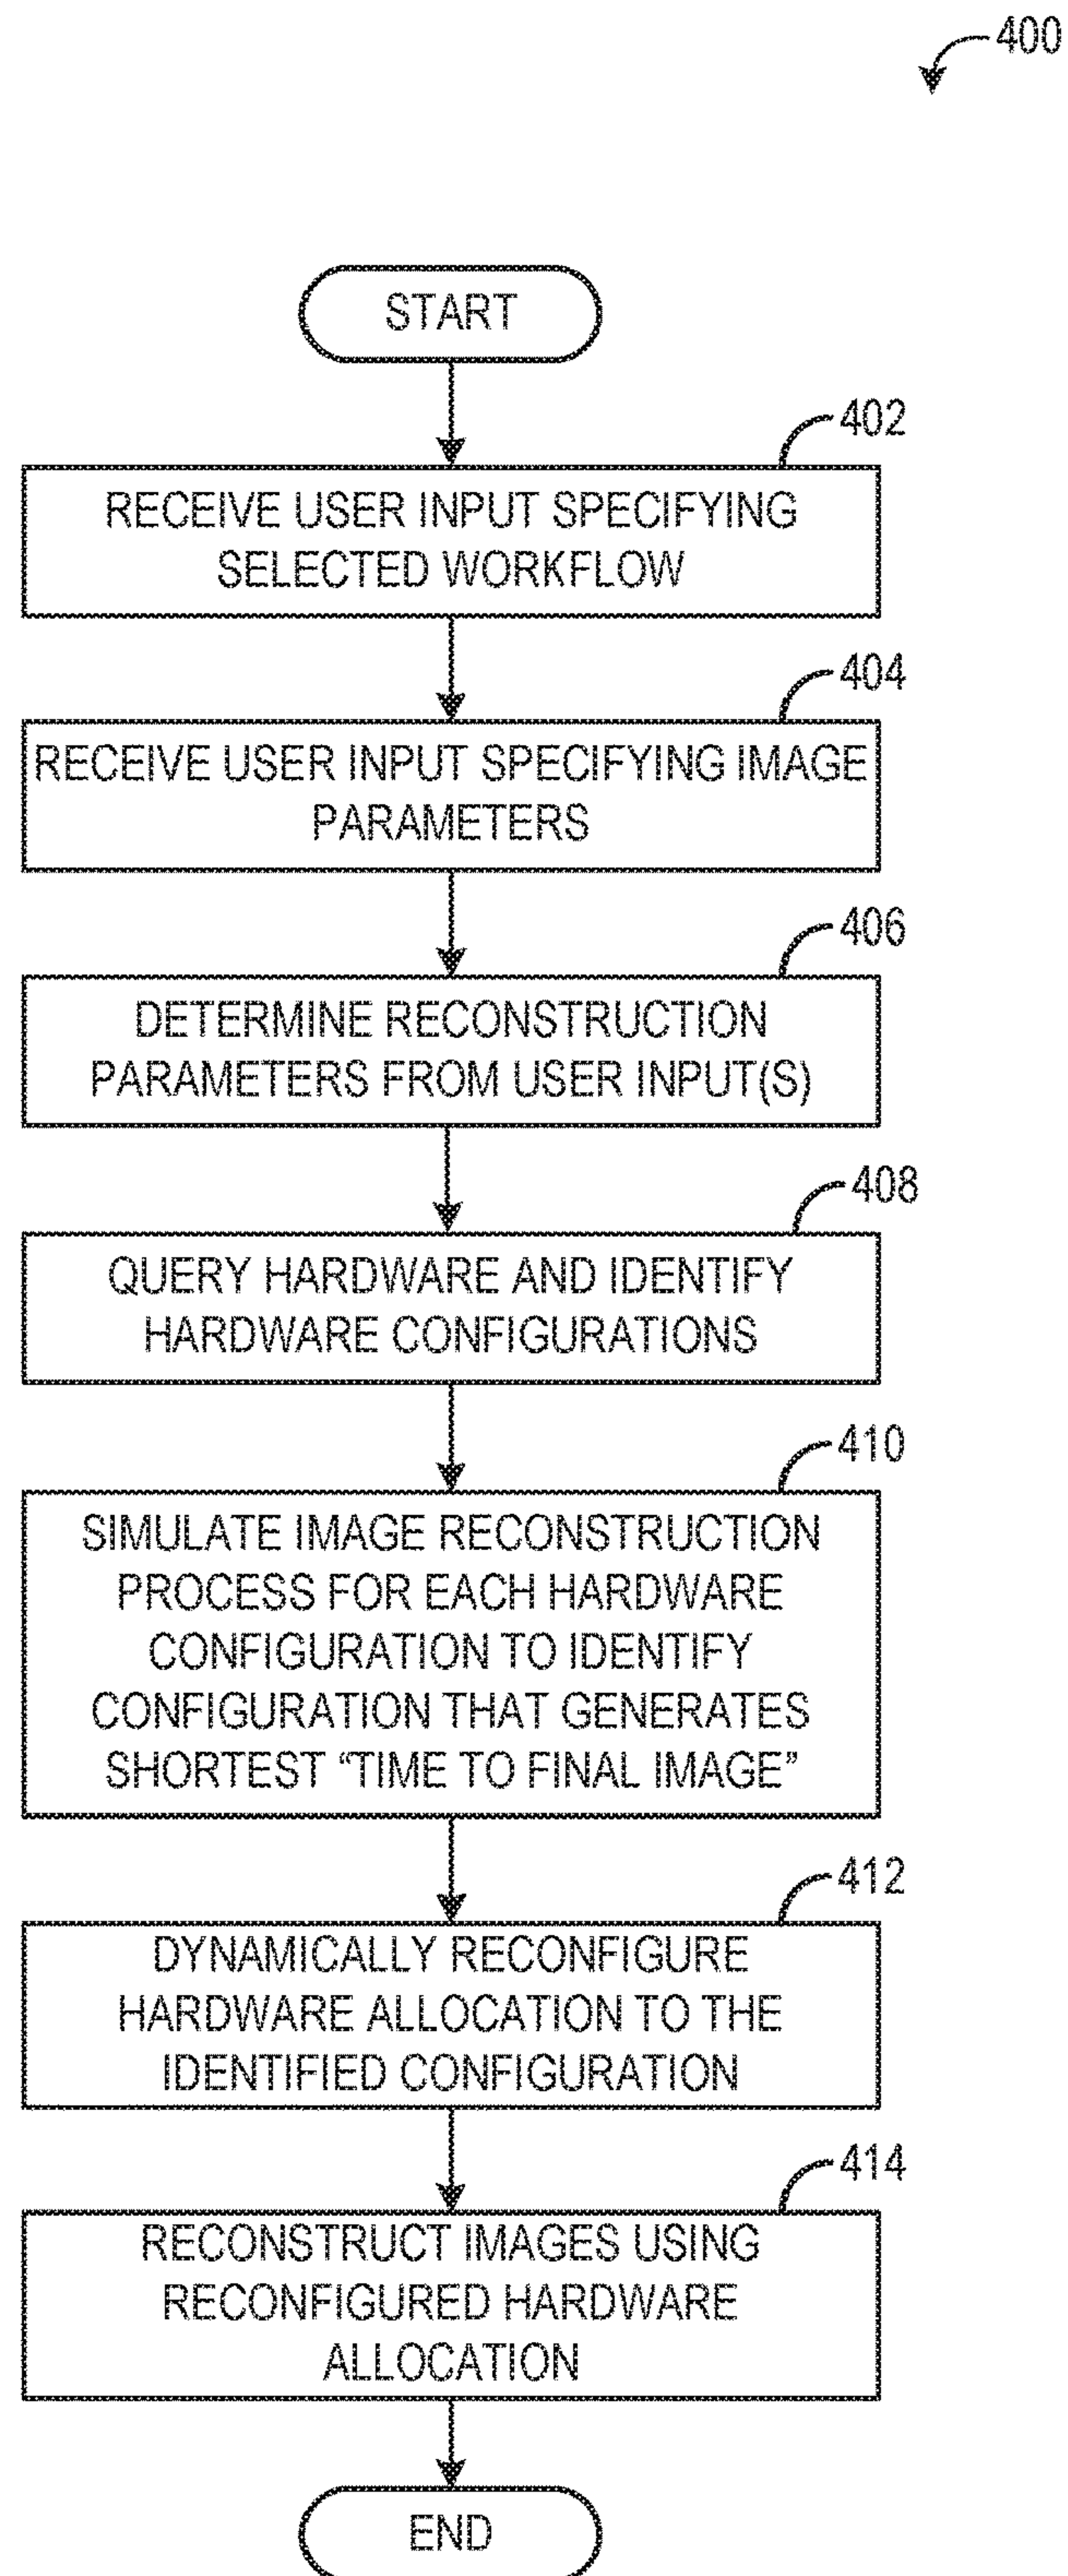 400
START
402
RECEIVE USER INPUT SPECIFYING
SELECTED WORKFLOW
404
RECEIVE USER INPUT SPECIFYING IMAGE
PARAMETERS
406
DETERMINE RECONSTRUCTION
PARAMETERS FROM USER INPUT(S)
408
QUERY HARDWARE AND IDENTIFY
HARDWARE CONFIGURATIONS
410
SIMULATE IMAGE RECONSTRUCTION
PROCESS FOR EACH HARDWARE
CONFIGURATION TO IDENTIFY
CONFIGURATION THAT GENERATES
SHORTEST “TIME TO FINAL IMAGE”
412
DYNAMICALLY RECONFIGURE
HARDWARE ALLOCATION TO THE
IDENTIFIED CONFIGURATION
414
RECONSTRUCT IMAGES USING
RECONFIGURED HARDWARE
ALLOCATION
END